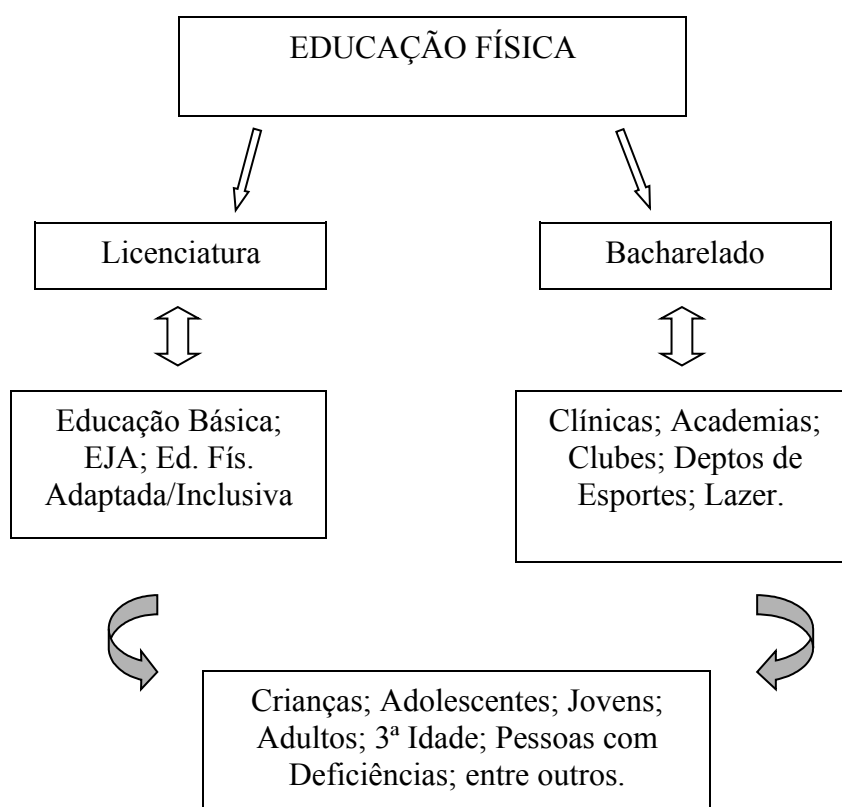 EDUCAÇÃO FÍSICA
Licenciatura
Bacharelado
Educação Básica;
EJA; Ed. Fís.
Adaptada/Inclusiva
Clínicas; Academias;
Clubes; Deptos de
Esportes; Lazer.
Crianças; Adolescentes; Jovens;
Adultos; 3ª Idade; Pessoas com
Deficiências; entre outros.